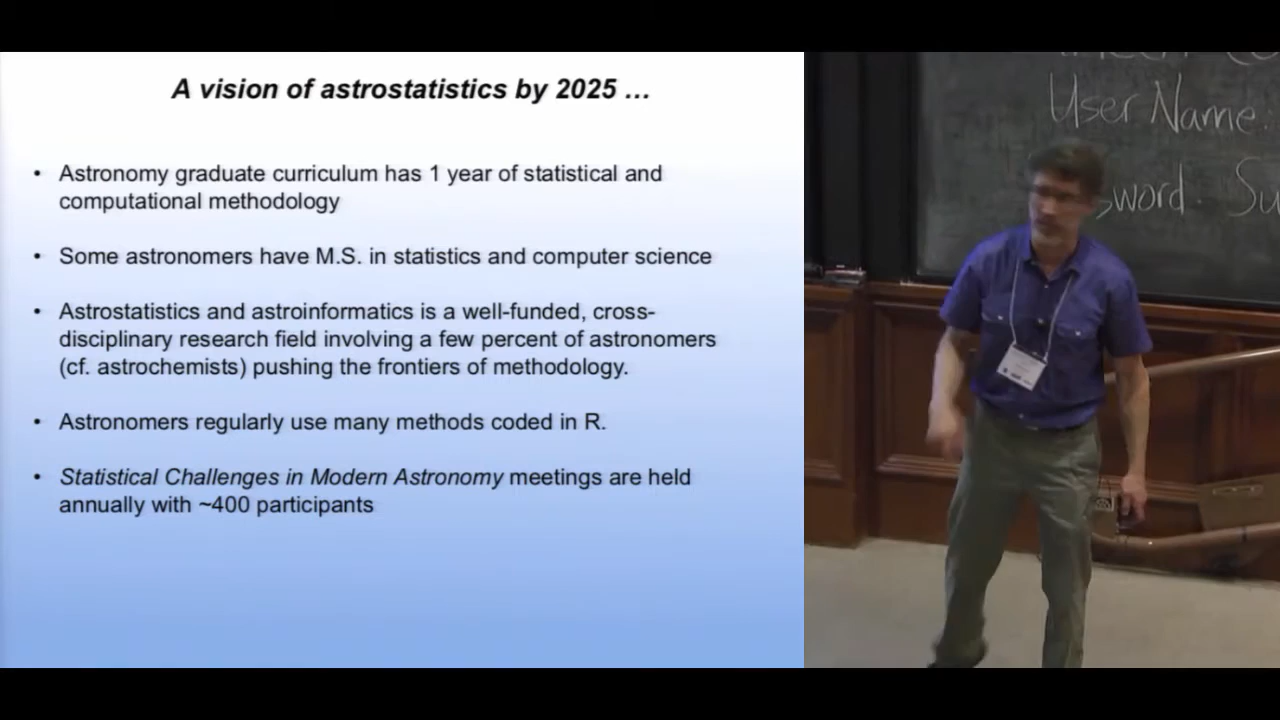 A vision of astrostatistics by 2025 ...
• Astronomy graduate curriculum has 1 year of statistical and
computational methodology
• Some astronomers have M.S. in statistics and computer science
• Astrostatistics and astroinformatics is a well-funded, cross-
disciplinary research field involving a few percent of astronomers
(cf. astrochemists) pushing the frontiers of methodology.
• Astronomers regularly use many methods coded in R.
• Statistical Challenges in Modern Astronomy meetings are held
annually with ~400 participants
User Name:
sword. Su